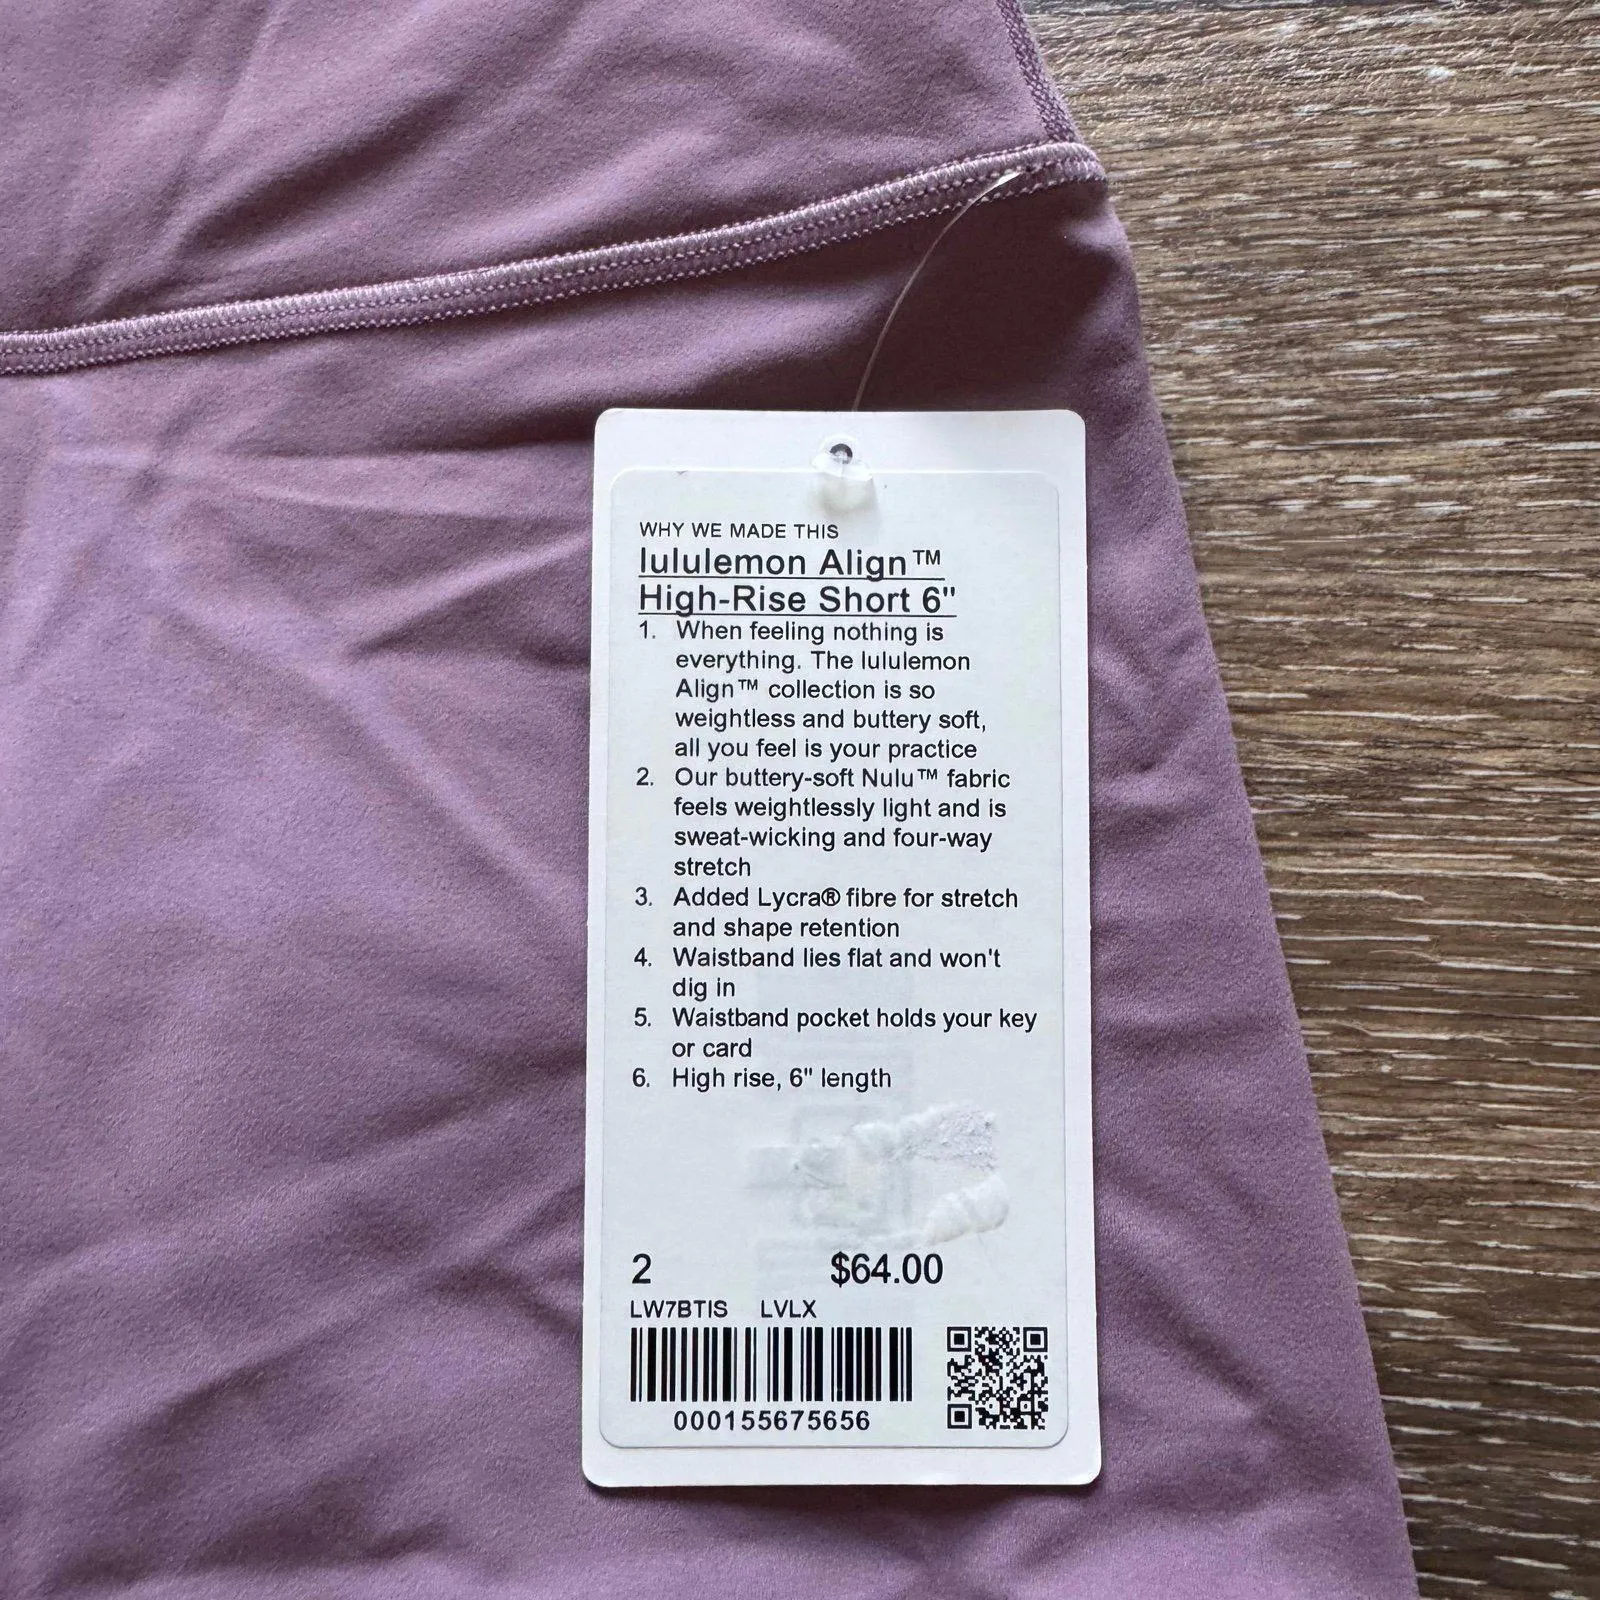 WHY WE MADE THIS
lululemon Align™
High-Rise Short 6"
1. When feeling nothing is
everything. The lululemon
Align™ collection is so
weightless and buttery soft,
all you feel is your practice
2. Our buttery-soft Nulu™ fabric
feels weightlessly light and is
sweat-wicking and four-way
stretch
3. Added Lycra® fibre for stretch
and shape retention
4. Waistband lies flat and won't
dig in
5. Waistband pocket holds your key
or card
6. High rise, 6" length
2 $64.00
LW7BTIS LVLX
000155675656